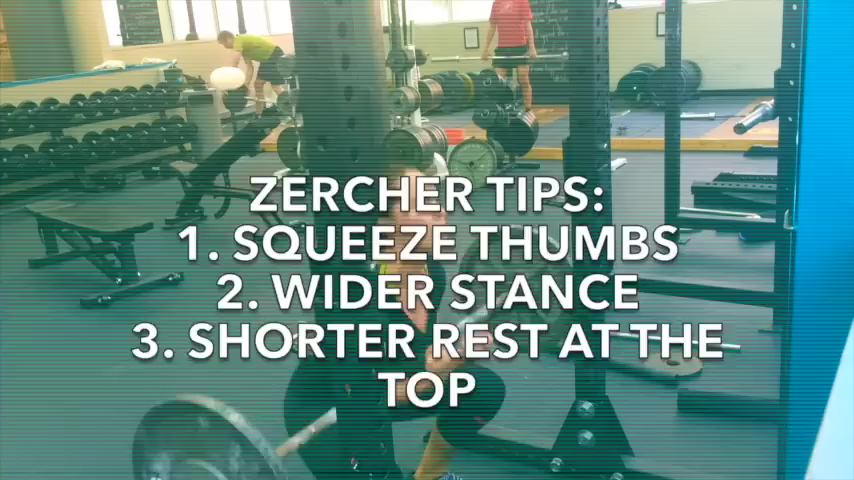 ZERCHER TIPS:
1. SQUEEZE THUMBS
2. WIDER STANCE
3. SHORTER REST AT THE
TOP